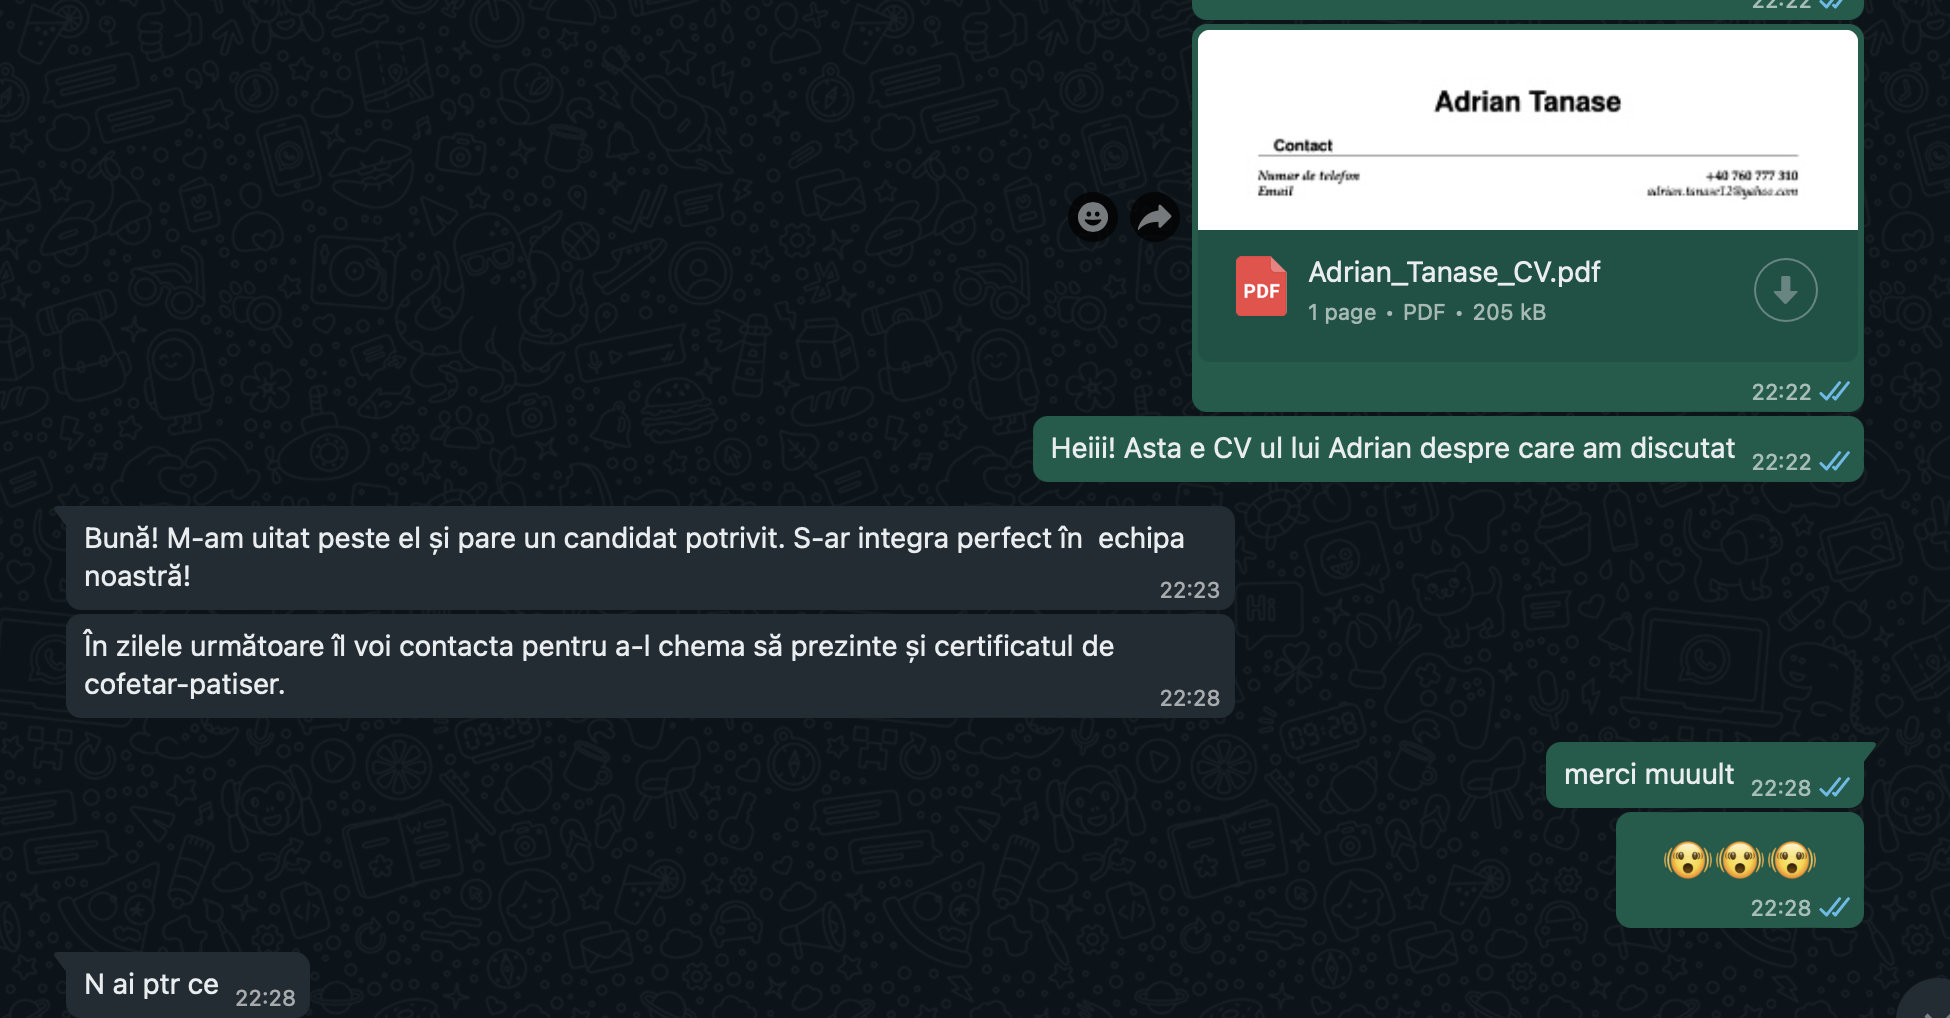 22:22
Adrian Tanase
Contact
Numar de telefon +40 760 777 310
Email adrian.tanase12@yahoo.com
PDF
Adrian_Tanase_CV.pdf
1 page • PDF • 205 kB
22:22
Heiii! Asta e CV ul lui Adrian despre care am discutat 22:22
Bună! M-am uitat peste el și pare un candidat potrivit. S-ar integra perfect în  echipa
noastră!
22:23
În zilele următoare îl voi contacta pentru a-l chema să prezinte și certificatul de
cofetar-patiser.
22:28
merci muuult 22:28
😱😱😱
22:28
N ai ptr ce 22:28